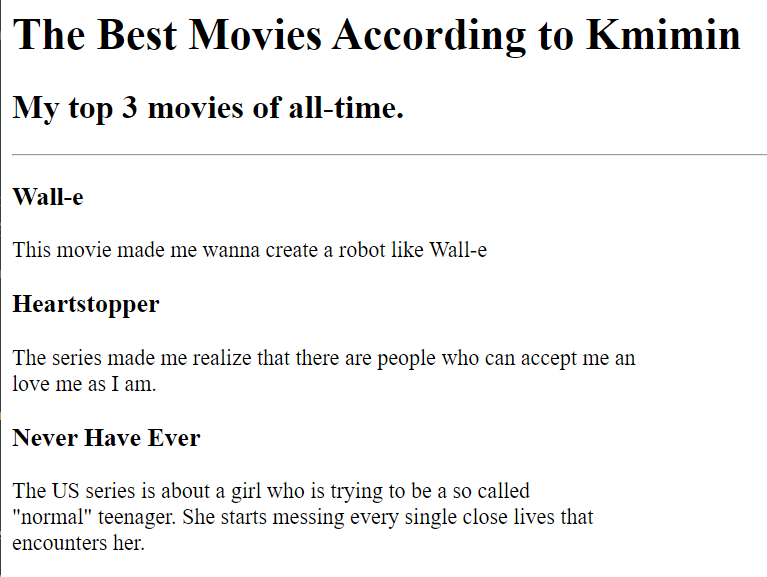 The Best Movies According to Kmimin
My top 3 movies of all-time.
Wall-e
This movie made me wanna create a robot like Wall-e
Heartstopper
The series made me realize that there are people who can accept me an
love me as I am.
Never Have Ever
The US series is about a girl who is trying to be a so called
"normal" teenager. She starts messing every single close lives that
encounters her.